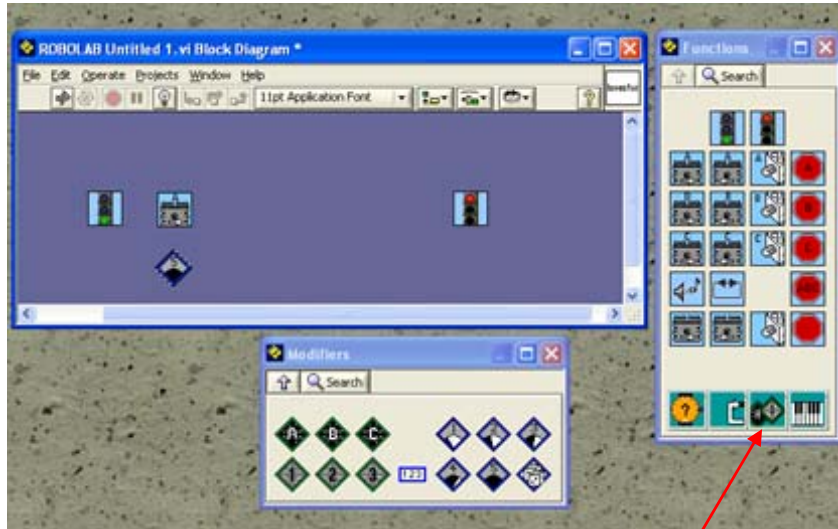 ROBOLAB Untitled 1.vi Block Diagram *
File Edit Operate Projects Window Help
11pt Application Font
Inventor
A
Functions
Search
A A A
B B B
C C C
?
Modifiers
Search
A B C
1 2 3 123